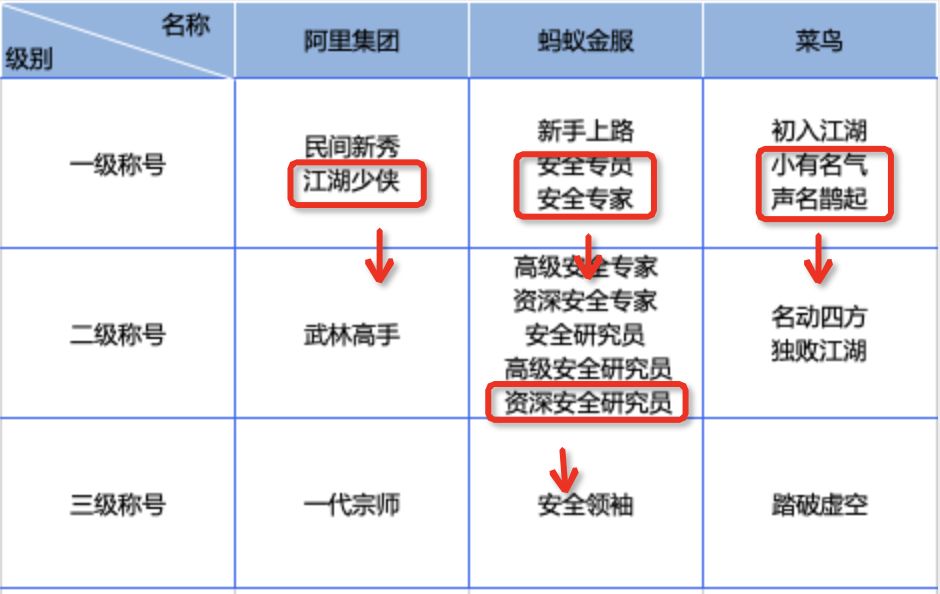 名称
级别
阿里集团
蚂蚁金服
菜鸟
一级称号
民间新秀
江湖少侠
新手上路
安全专员
安全专家
初入江湖
小有名气
声名鹊起
二级称号
武林高手
高级安全专家
资深安全专家
安全研究员
高级安全研究员
资深安全研究员
名动四方
独败江湖
三级称号
一代宗师
安全领袖
踏破虚空